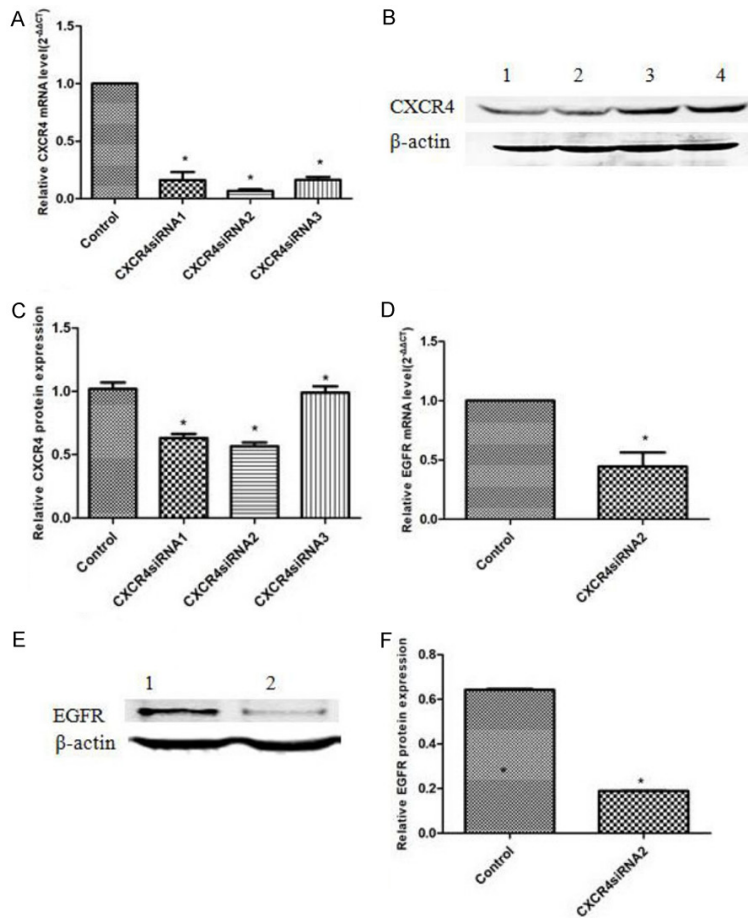 A
Relative CXCR4 mRNA level(2-ΔΔCT)
1.5
1.0
0.5
0.0
*
*
*
Control
CXCR4siRNA1
CXCR4siRNA2
CXCR4siRNA3
B
1 2 3 4
CXCR4
β-actin
C
Relative CXCR4 protein expression
1.5
1.0
0.5
0.0
*
*
*
Control
CXCR4siRNA1
CXCR4siRNA2
CXCR4siRNA3
D
Relative EGFR mRNA level(2-ΔΔCT)
1.5
1.0
0.5
0.0
*
Control
CXCR4siRNA2
E
1 2
EGFR
β-actin
F
Relative EGFR protein expression
0.8
0.6
0.4
0.2
0.0
*
*
Control
CXCR4siRNA2